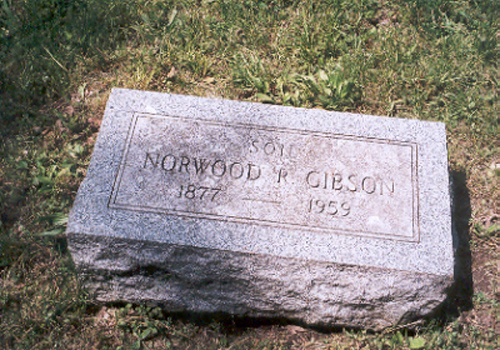 SON
NORWOOD R. GIBSON
1877 — 1959